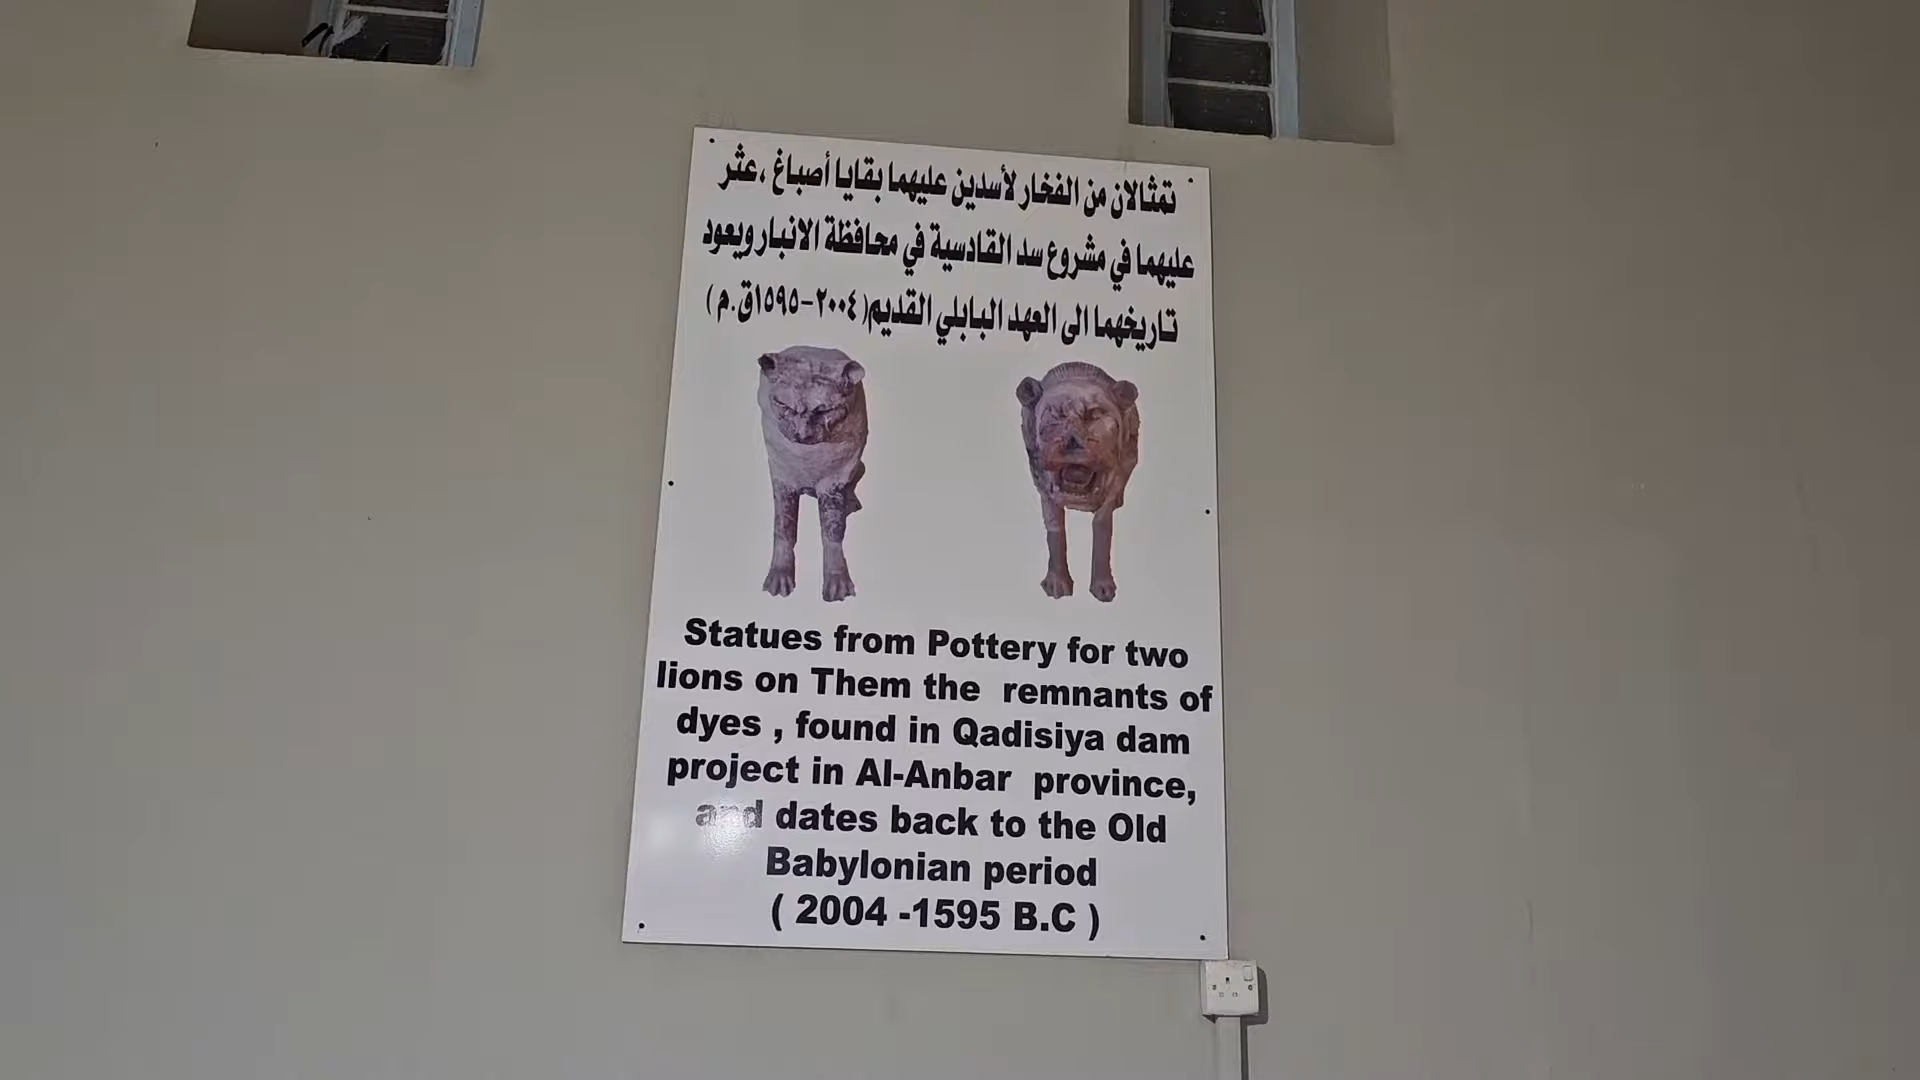 تمثالان من الفخار لأسدين عليهما بقايا أصباغ ،عثر
عليهما في مشروع سد القادسية في محافظة الانبار ويعود
تاريخهما الى العهد البابلي القديم( ٢٠٠٤-١٥٩٥ق.م )
Statues from Pottery for two
lions on Them the remnants of
dyes , found in Qadisiya dam
project in Al-Anbar province,
and dates back to the Old
Babylonian period
( 2004 -1595 B.C )